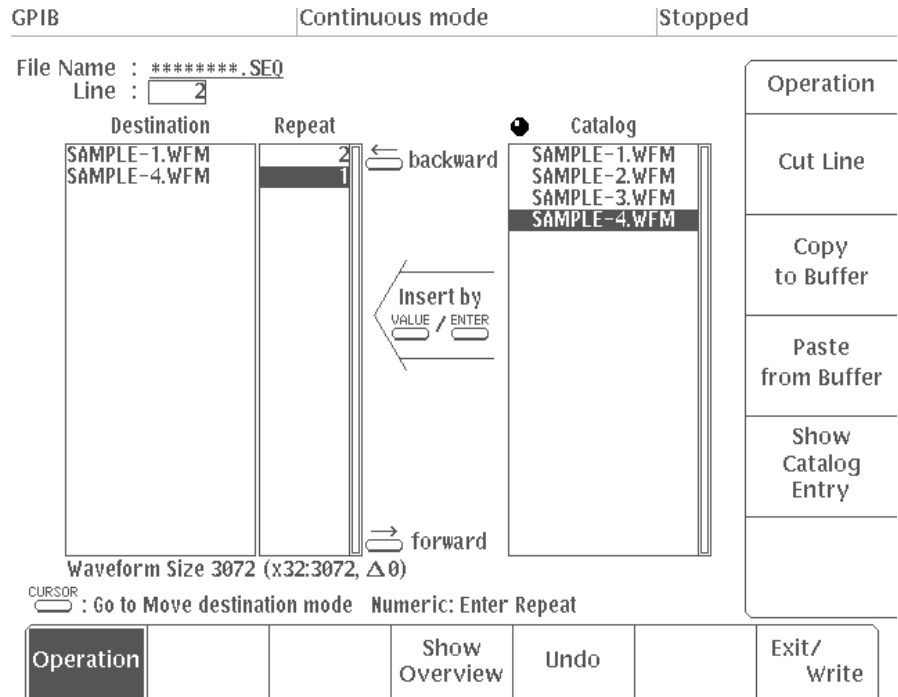 GPIB Continuous mode Stopped
File Name : ********.SEQ
Line : 2
Destination Repeat Catalog
SAMPLE-1.WFM 2
SAMPLE-4.WFM 1
backward
SAMPLE-1.WFM
SAMPLE-2.WFM
SAMPLE-3.WFM
SAMPLE-4.WFM
Insert by
VALUE / ENTER
forward
Waveform Size 3072 (x32:3072, △0)
CURSOR : Go to Move destination mode Numeric: Enter Repeat
Operation
Cut Line
Copy
to Buffer
Paste
from Buffer
Show
Catalog
Entry
Operation
Show
Overview
Undo
Exit/
Write